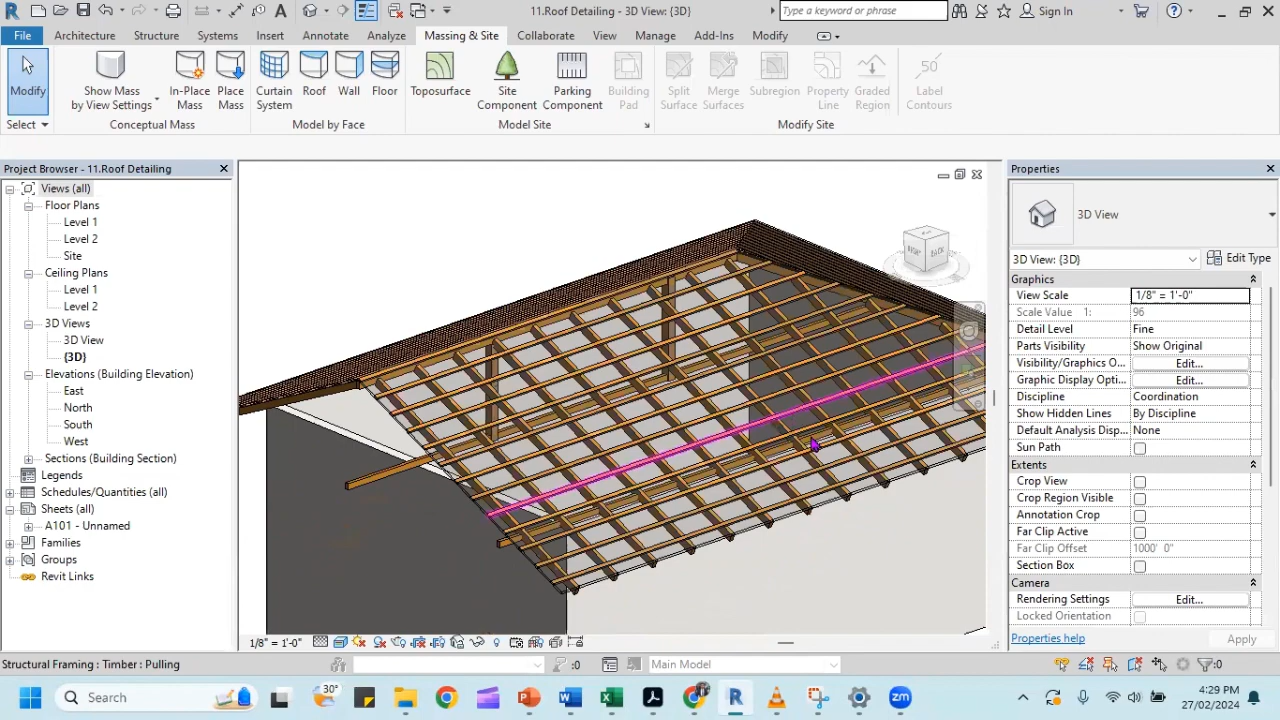 11.Roof Detailing - 3D View: {3D}
Type a keyword or phrase
Sign In
File Architecture Structure Systems Insert Annotate Analyze Massing & Site Collaborate View Manage Add-Ins Modify
Modify
Show Mass
by View Settings
In-Place
Mass
Place
Mass
Curtain
System
Roof
Wall
Floor
Toposurface
Site
Component
Parking
Component
Building
Pad
Split
Surface
Merge
Surfaces
Subregion
Property
Line
Graded
Region
50
Label
Contours
Select
Conceptual Mass
Model by Face
Model Site
Modify Site
Project Browser - 11.Roof Detailing
Views (all)
Floor Plans
Level 1
Level 2
Site
Ceiling Plans
Level 1
Level 2
3D Views
3D View
{3D}
Elevations (Building Elevation)
East
North
South
West
Sections (Building Section)
Legends
Schedules/Quantities (all)
Sheets (all)
A101 - Unnamed
Families
Groups
Revit Links
RIGHT
BACK
1/8" = 1'-0"
Properties
3D View
3D View: {3D}
Edit Type
Graphics
View Scale 1/8" = 1'-0"
Scale Value 1: 96
Detail Level Fine
Parts Visibility Show Original
Visibility/Graphics O... Edit...
Graphic Display Opti... Edit...
Discipline Coordination
Show Hidden Lines By Discipline
Default Analysis Disp... None
Sun Path
Extents
Crop View
Crop Region Visible
Annotation Crop
Far Clip Active
Far Clip Offset 1000' 0"
Section Box
Camera
Rendering Settings Edit...
Locked Orientation
Properties help
Apply
Structural Framing : Timber : Pulling
:0
Main Model
:0
Search
30°
zm
4:29 PM
27/02/2024